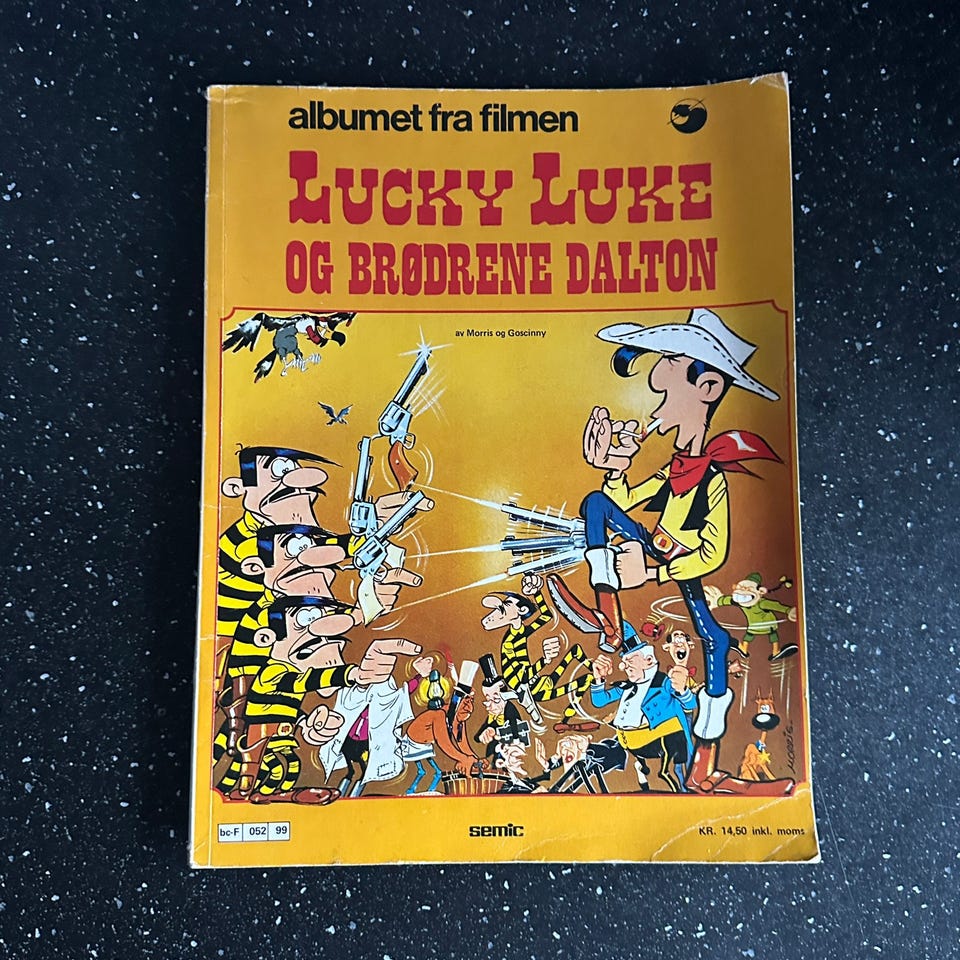 albumet fra filmen
LUCKY LUKE
OG BRØDRENE DALTON
av Morris og Goscinny
MORRIS
bc-F 052 99
semic
KR. 14,50 inkl. moms